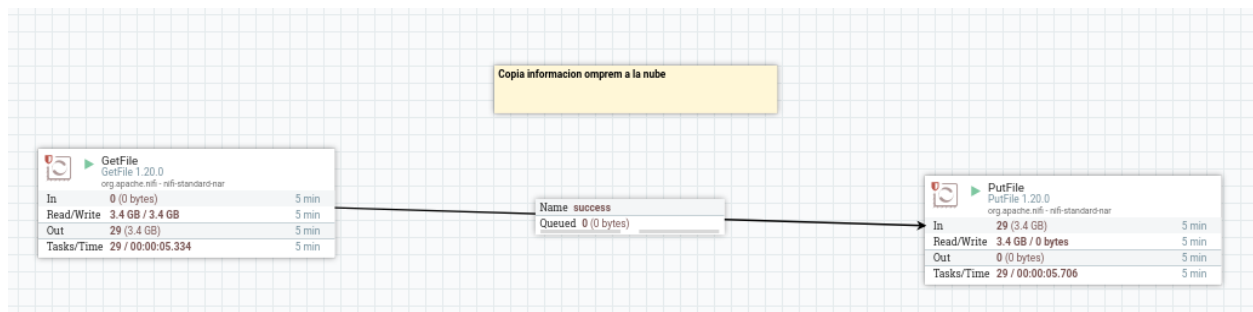 Copia informacion omprem a la nube
GetFile
GetFile 1.20.0
org.apache.nifi - nifi-standard-nar
In 0 (0 bytes) 5 min
Read/Write 3.4 GB / 3.4 GB 5 min
Out 29 (3.4 GB) 5 min
Tasks/Time 29 / 00:00:05.334 5 min
Name success
Queued 0 (0 bytes)
PutFile
PutFile 1.20.0
org.apache.nifi - nifi-standard-nar
In 29 (3.4 GB) 5 min
Read/Write 3.4 GB / 0 bytes 5 min
Out 0 (0 bytes) 5 min
Tasks/Time 29 / 00:00:05.706 5 min